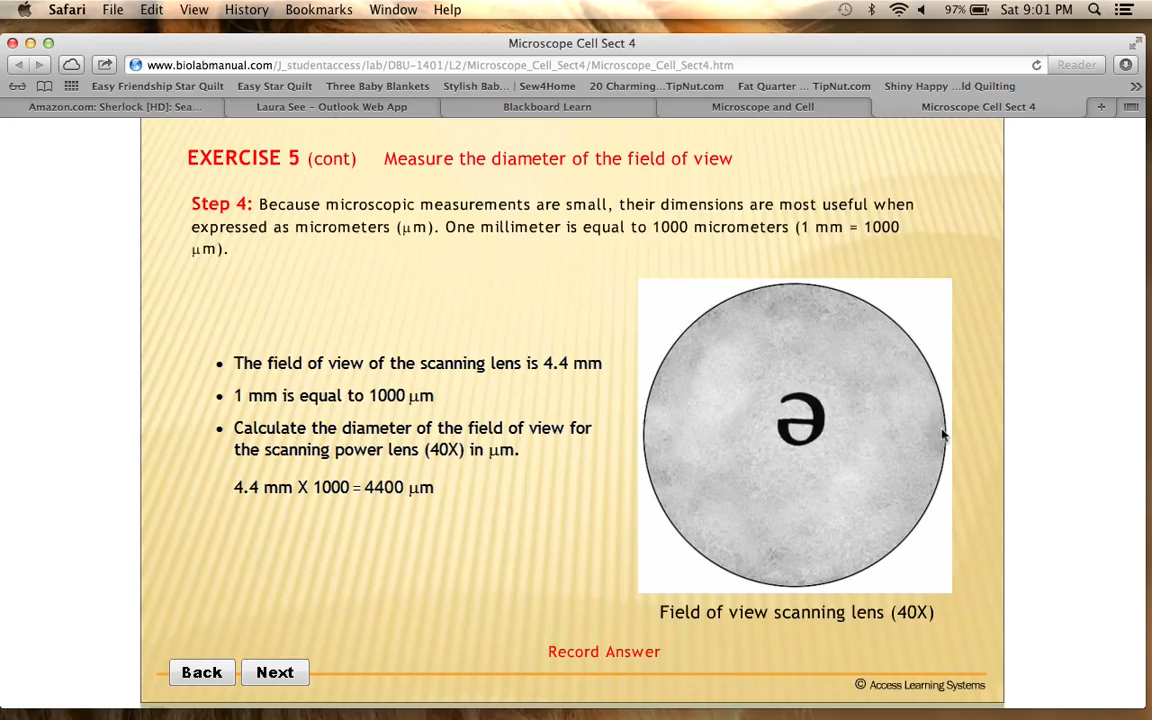 Safari File Edit View History Bookmarks Window Help 97% Sat 9:01 PM
Microscope Cell Sect 4
www.biolabmanual.com/J_studentaccess/lab/DBU-1401/L2/Microscope_Cell_Sect4/Microscope_Cell_Sect4.htm Reader
Easy Friendship Star Quilt Easy Star Quilt Three Baby Blankets Stylish Bab... | Sew4Home 20 Charming...TipNut.com Fat Quarter ... TipNut.com Shiny Happy ...ld Quilting
Amazon.com: Sherlock [HD]: Sea... Laura See – Outlook Web App Blackboard Learn Microscope and Cell Microscope Cell Sect 4
EXERCISE 5 (cont) Measure the diameter of the field of view
Step 4: Because microscopic measurements are small, their dimensions are most useful when
expressed as micrometers (μm). One millimeter is equal to 1000 micrometers (1 mm = 1000
μm).
• The field of view of the scanning lens is 4.4 mm
• 1 mm is equal to 1000 μm
• Calculate the diameter of the field of view for
the scanning power lens (40X) in μm.
4.4 mm X 1000 = 4400 μm
ə
Field of view scanning lens (40X)
Record Answer
Back Next
© Access Learning Systems